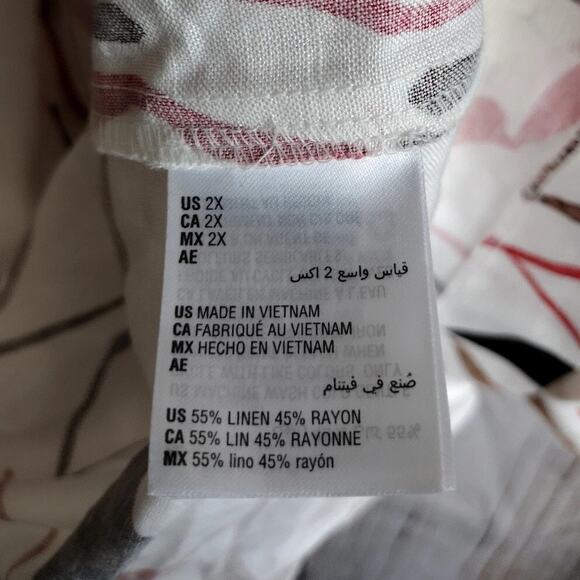 US 2X
CA 2X
MX 2X
AE
قياس واسع 2 اكس
US MADE IN VIETNAM
CA FABRIQUÉ AU VIETNAM
MX HECHO EN VIETNAM
AE
صُنع في فيتنام
US 55% LINEN 45% RAYON
CA 55% LIN 45% RAYONNE
MX 55% lino 45% rayón